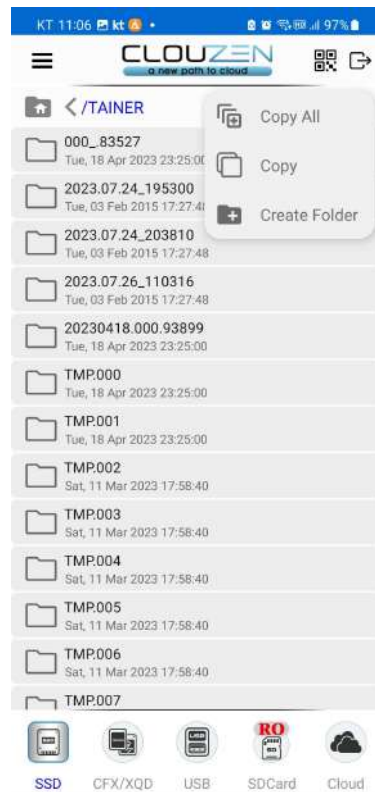 KT 11:06 kt 97%
CLOUZEN
a new path to cloud
/TAINER
Copy All
Copy
Create Folder
000_.83527
Tue, 18 Apr 2023 23:25:00
2023.07.24_195300
Tue, 03 Feb 2015 17:27:48
2023.07.24_203810
Tue, 03 Feb 2015 17:27:48
2023.07.26_110316
Tue, 03 Feb 2015 17:27:48
20230418.000.93899
Tue, 18 Apr 2023 23:25:00
TMP.000
Tue, 18 Apr 2023 23:25:00
TMP.001
Tue, 18 Apr 2023 23:25:00
TMP.002
Sat, 11 Mar 2023 17:58:40
TMP.003
Sat, 11 Mar 2023 17:58:40
TMP.004
Sat, 11 Mar 2023 17:58:40
TMP.005
Sat, 11 Mar 2023 17:58:40
TMP.006
Sat, 11 Mar 2023 17:58:40
TMP.007
RO
SD
SSD CFX/XQD USB SDCard Cloud